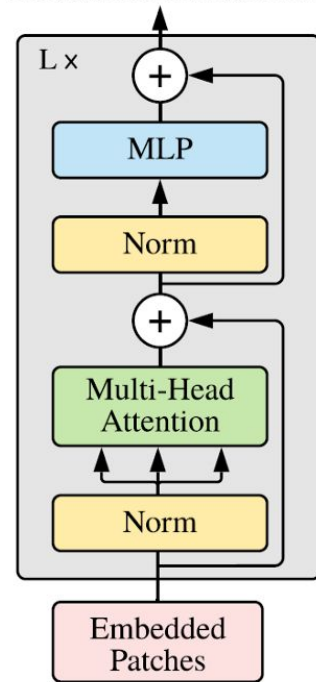 L ×
+
MLP
Norm
+
Multi-Head
Attention
Norm
Embedded
Patches